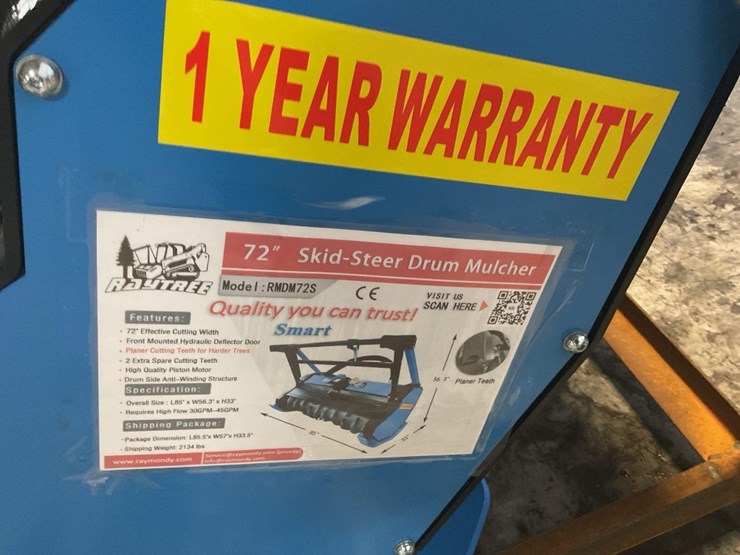 1 YEAR WARRANTY
RAYTREE
72" Skid-Steer Drum Mulcher
Model: RMDM72S
CE
VISIT US
SCAN HERE
Quality you can trust!
Smart
Features:
- 72" Effective Cutting Width
- Front Mounted Hydraulic Deflector Door
- Planer Cutting Teeth for Harder Trees
- 2 Extra Spare Cutting Teeth
- High Quality Piston Motor
- Drum Side Anti-Winding Structure
Specification:
- Overall Size : L85" x W56.3" x H33"
- Requires High Flow 30GPM-45GPM
Shipping Package:
-Package Dimension: L85.5"x W57"x H33.5"
- Shipping Weight: 2134 lbs
www.raymondy.com
Planer Teeth
85"